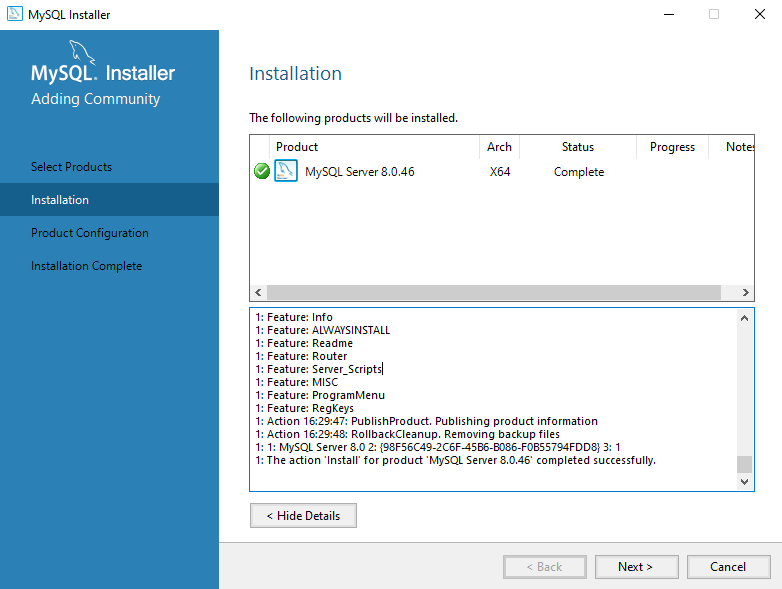 MySQL Installer
MySQL. Installer
Adding Community
Select Products
Installation
Product Configuration
Installation Complete
Installation
The following products will be installed.
Product Arch Status Progress Notes
MySQL Server 8.0.46 X64 Complete
1: Feature: Info
1: Feature: ALWAYSINSTALL
1: Feature: Readme
1: Feature: Router
1: Feature: Server_Scripts
1: Feature: MISC
1: Feature: ProgramMenu
1: Feature: RegKeys
1: Action 16:29:47: PublishProduct. Publishing product information
1: Action 16:29:48: RollbackCleanup. Removing backup files
1: 1: MySQL Server 8.0 2: {98F56C49-2C6F-45B6-B086-F0B55794FDD8} 3: 1
1: The action 'Install' for product 'MySQL Server 8.0.46' completed successfully.
< Hide Details
< Back Next > Cancel